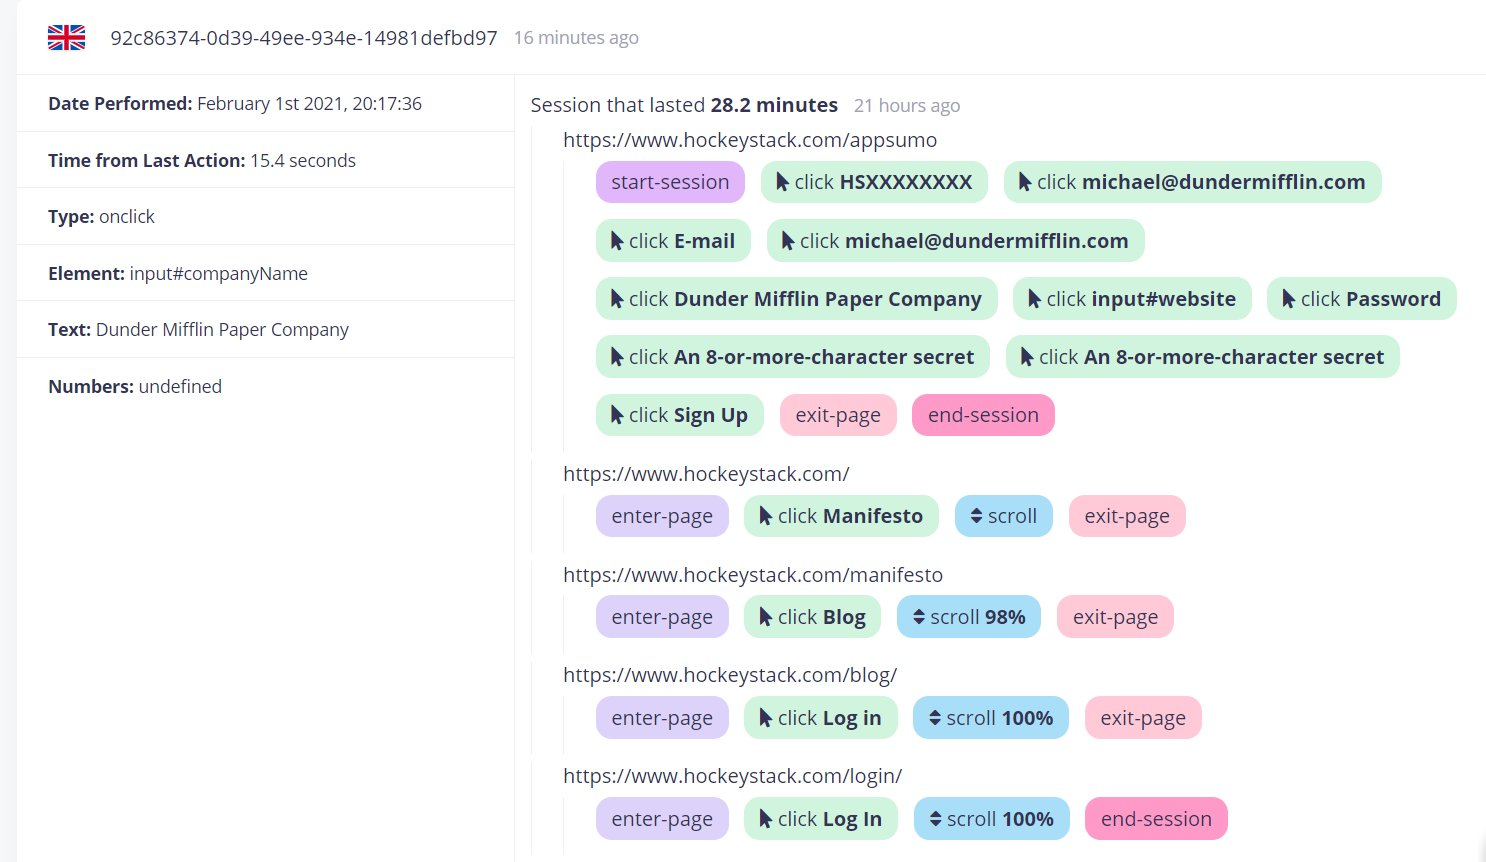 92c86374-0d39-49ee-934e-14981defbd97 16 minutes ago
Date Performed: February 1st 2021, 20:17:36
Time from Last Action: 15.4 seconds
Type: onclick
Element: input#companyName
Text: Dunder Mifflin Paper Company
Numbers: undefined
Session that lasted 28.2 minutes 21 hours ago
https://www.hockeystack.com/appsumo
start-session click HSXXXXXXXX click michael@dundermifflin.com
click E-mail click michael@dundermifflin.com
click Dunder Mifflin Paper Company click input#website click Password
click An 8-or-more-character secret click An 8-or-more-character secret
click Sign Up exit-page end-session
https://www.hockeystack.com/
enter-page click Manifesto scroll exit-page
https://www.hockeystack.com/manifesto
enter-page click Blog scroll 98% exit-page
https://www.hockeystack.com/blog/
enter-page click Log in scroll 100% exit-page
https://www.hockeystack.com/login/
enter-page click Log In scroll 100% end-session